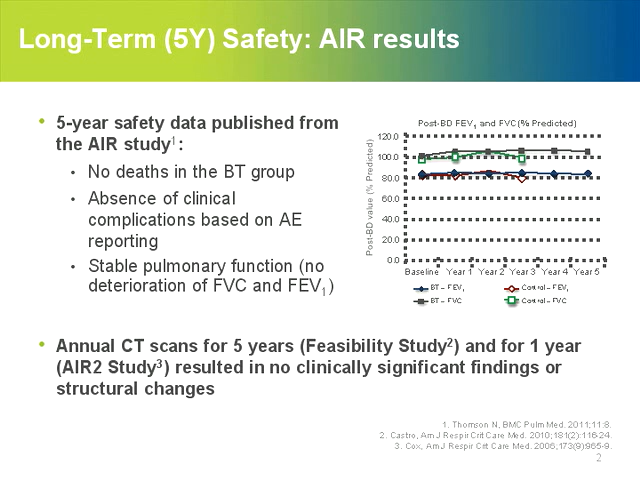 Long-Term (5Y) Safety: AIR results
• 5-year safety data published from
the AIR study¹:
• No deaths in the BT group
• Absence of clinical
complications based on AE
reporting
• Stable pulmonary function (no
deterioration of FVC and FEV₁)
Post-BD FEV₁ and FVC(% Predicted)
Post-BD value (% Predicted)
120.0
100.0
80.0
60.0
40.0
20.0
0.0
Baseline Year 1 Year 2 Year 3 Year 4 Year 5
BT – FEV₁ Control – FEV₁
BT – FVC Control – FVC
• Annual CT scans for 5 years (Feasibility Study²) and for 1 year
(AIR2 Study³) resulted in no clinically significant findings or
structural changes
1. Thomson N, BMC Pulm Med. 2011;11:8.
2. Castro, Am J Respir Crit Care Med. 2010;181(2):116-24.
3. Cox, Am J Respir Crit Care Med. 2006;173(9):965-9.
2